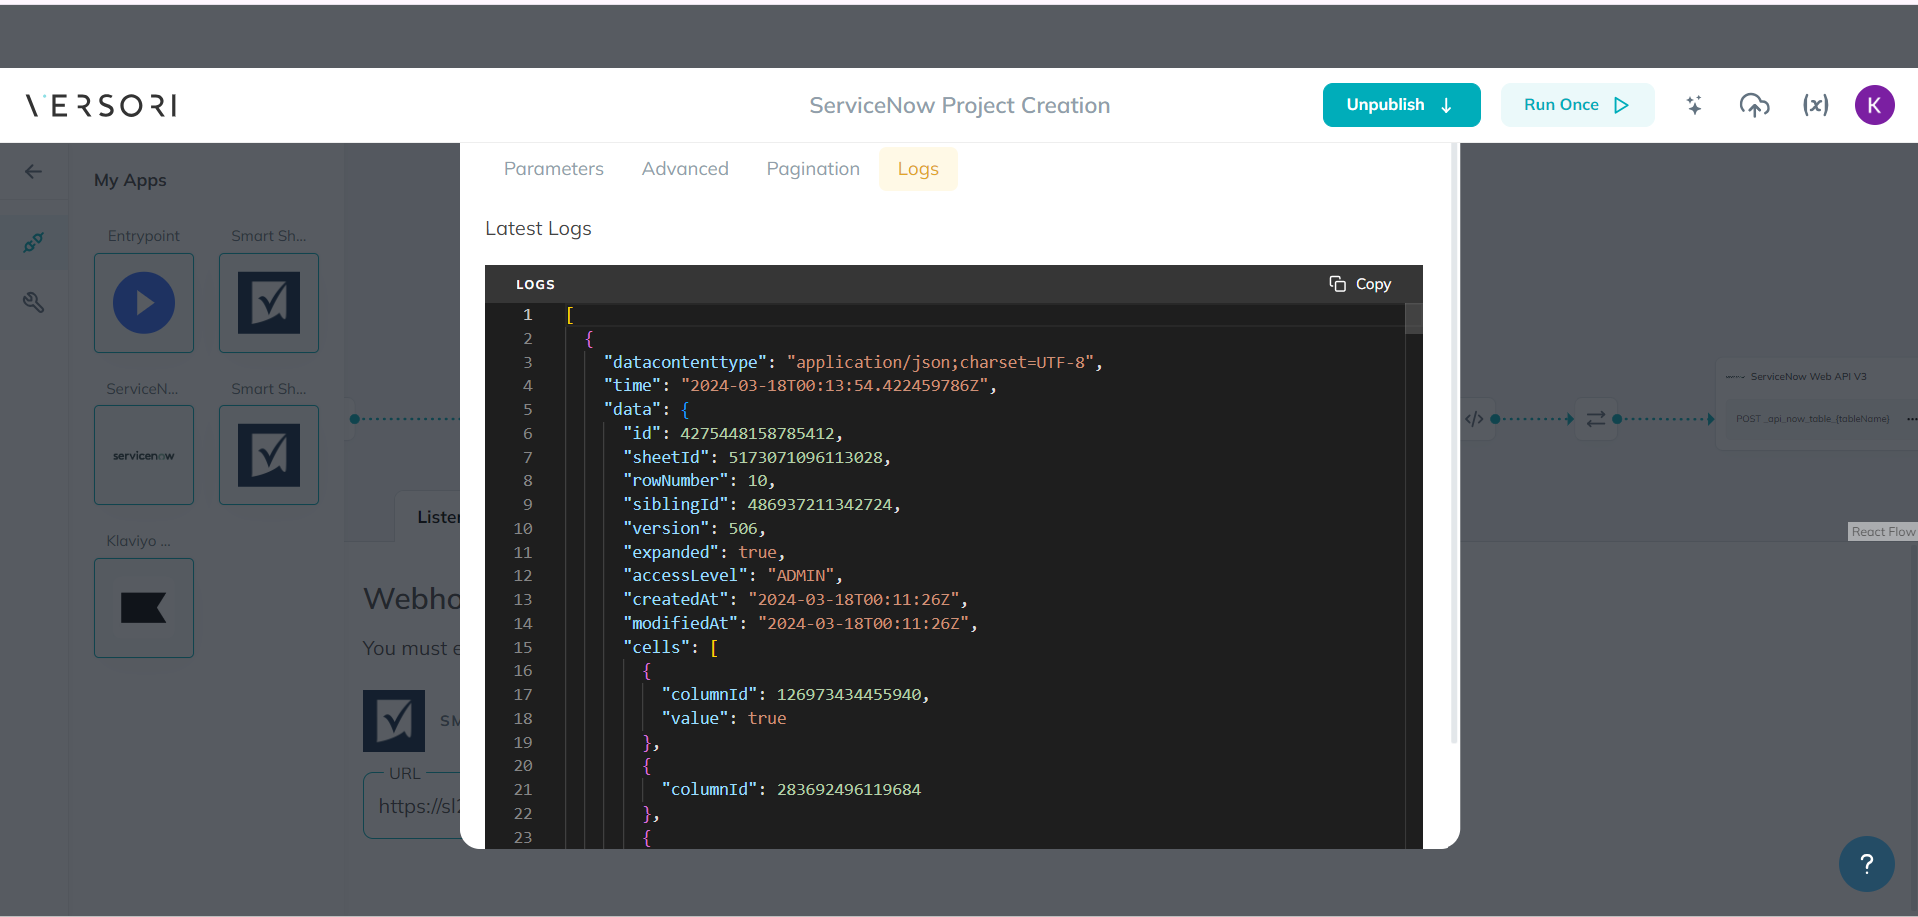 VERSORI
ServiceNow Project Creation
Unpublish
Run Once
(x)
K
My Apps
Entrypoint
Smart Sh...
ServiceN...
Smart Sh...
servicenow
Klaviyo ...
Parameters
Advanced
Pagination
Logs
Latest Logs
LOGS
Copy
1 [
2 {
3 "datacontenttype": "application/json;charset=UTF-8",
4 "time": "2024-03-18T00:13:54.422459786Z",
5 "data": {
6 "id": 4275448158785412,
7 "sheetId": 5173071096113028,
8 "rowNumber": 10,
9 "siblingId": 486937211342724,
10 "version": 506,
11 "expanded": true,
12 "accessLevel": "ADMIN",
13 "createdAt": "2024-03-18T00:11:26Z",
14 "modifiedAt": "2024-03-18T00:11:26Z",
15 "cells": [
16 {
17 "columnId": 126973434455940,
18 "value": true
19 },
20 {
21 "columnId": 283692496119684
22 },
23 {
Listen
Webho
You must e
SM
URL
https://sl
</>
ServiceNow Web API V3
POST _api_now_table_{tableName}
React Flow
?